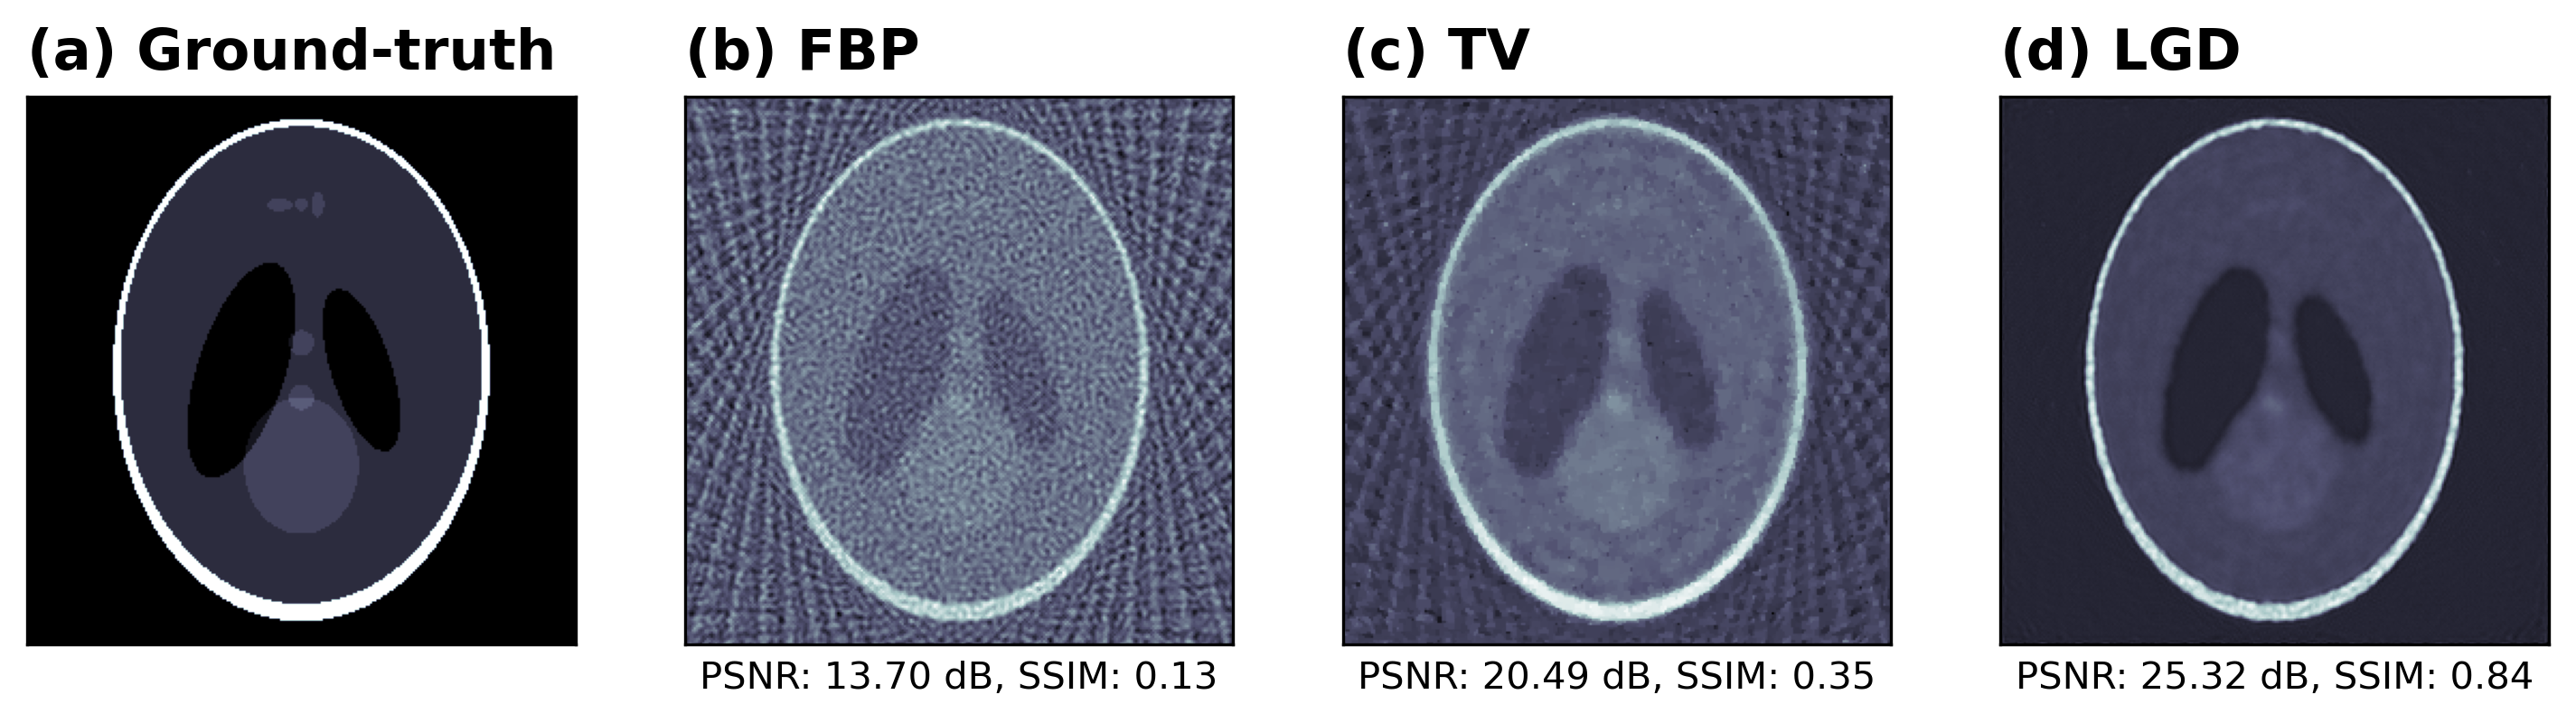 (a) Ground-truth
(b) FBP
(c) TV
(d) LGD
PSNR: 13.70 dB, SSIM: 0.13
PSNR: 20.49 dB, SSIM: 0.35
PSNR: 25.32 dB, SSIM: 0.84